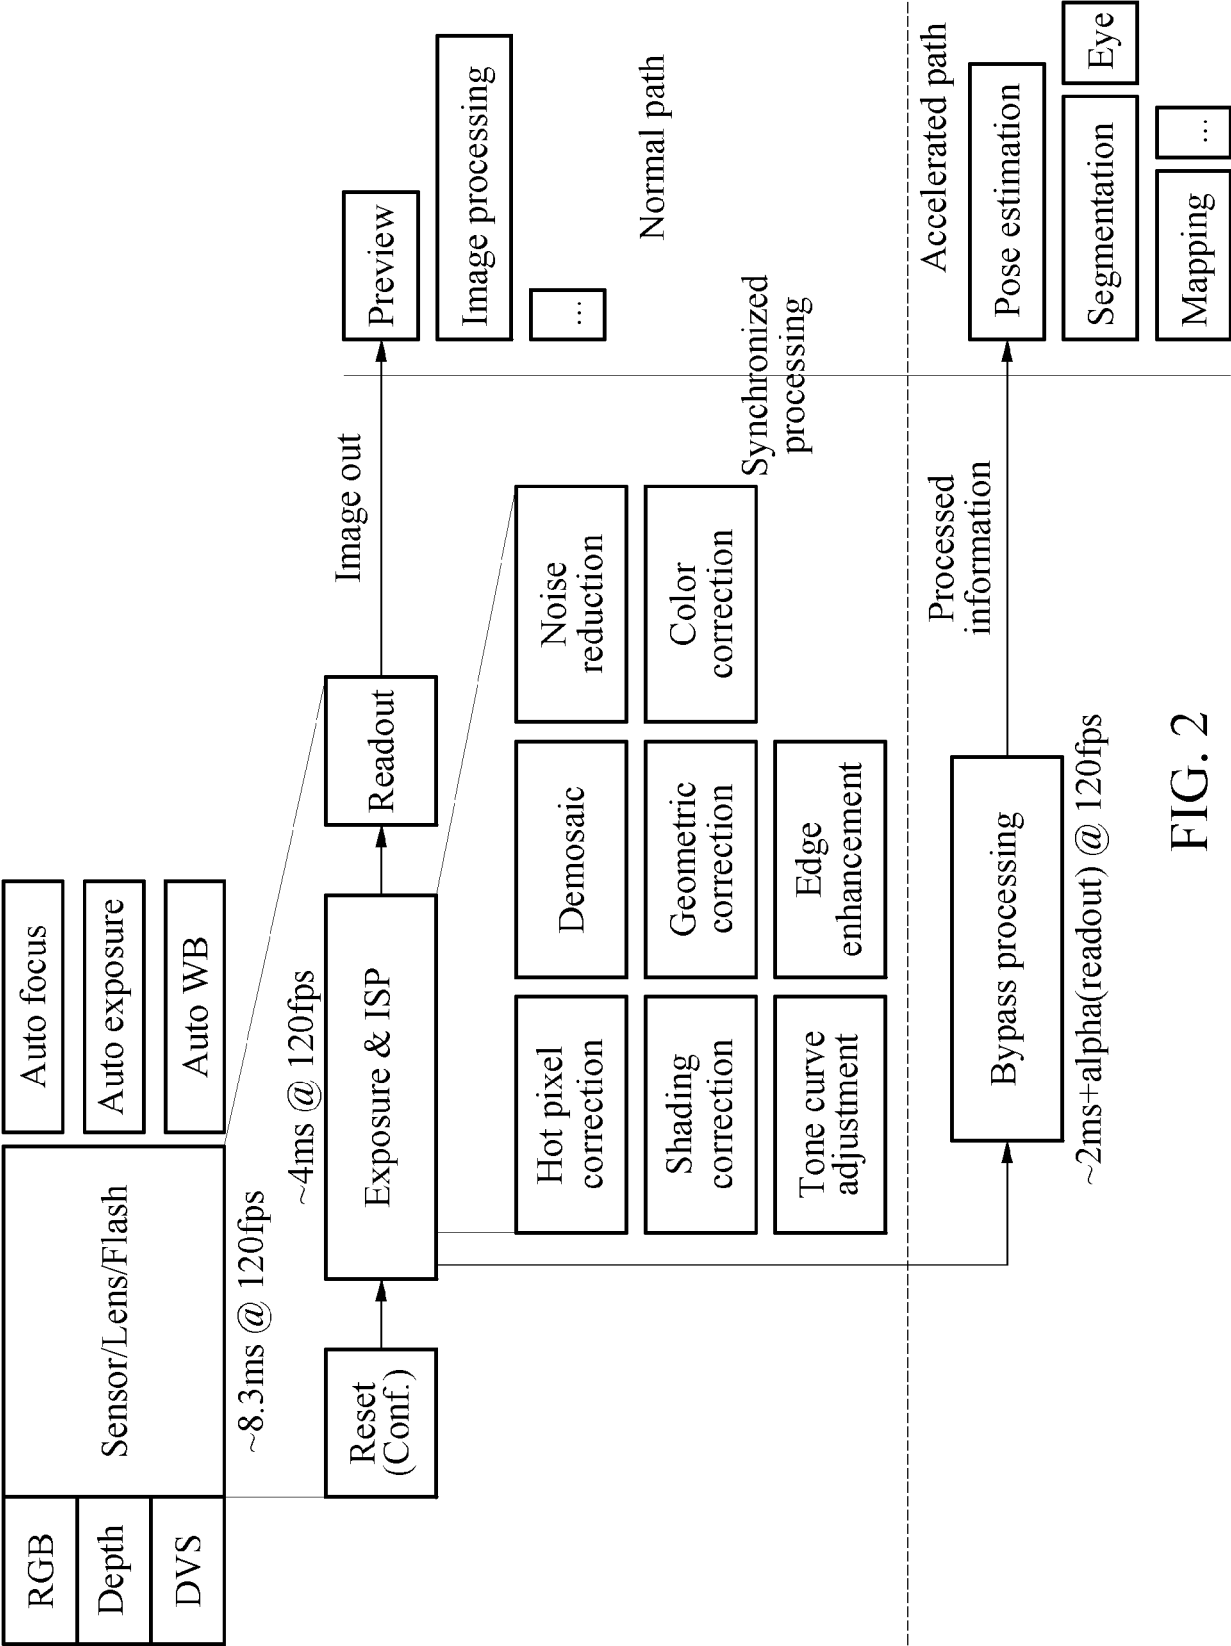 RGB
Depth
DVS
Sensor/Lens/Flash
Auto focus
Auto exposure
Auto WB
~8.3ms @ 120fps
~4ms @ 120fps
Reset
(Conf.)
Exposure & ISP
Readout
Image out
Preview
Image processing
...
Normal path
Hot pixel
correction
Demosaic
Noise
reduction
Shading
correction
Geometric
correction
Color
correction
Tone curve
adjustment
Edge
enhancement
Synchronized
processing
Accelerated path
Bypass processing
~2ms+alpha(readout) @ 120fps
Processed
information
Pose estimation
Segmentation
Eye
Mapping
...
FIG. 2